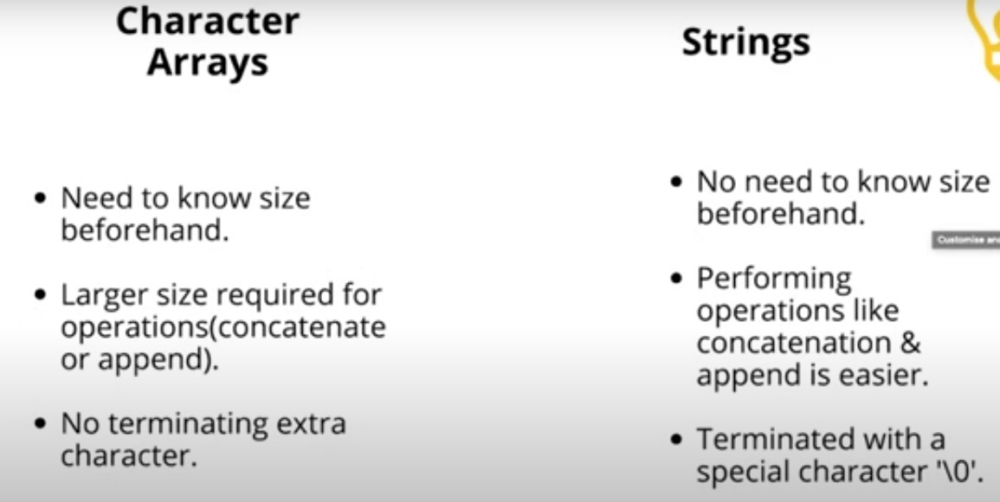 Character
Arrays
Need to know size
beforehand.
Larger size required for
operations(concatenate
or append).
No terminating extra
character.
Strings
No need to know size
beforehand.
Performing
operations like
concatenation &
append is easier.
Terminated with a
special character '\0'.
Customise